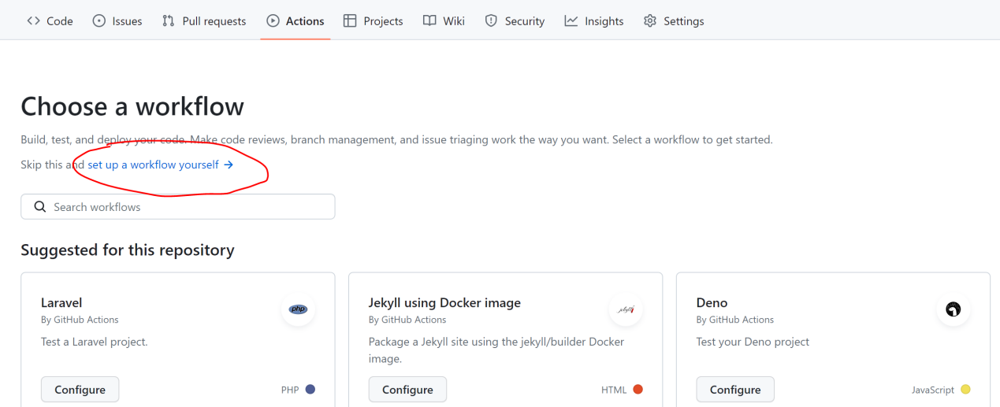 Code Issues Pull requests Actions Projects Wiki Security Insights Settings
Choose a workflow
Build, test, and deploy your code. Make code reviews, branch management, and issue triaging work the way you want. Select a workflow to get started.
Skip this and set up a workflow yourself →
Search workflows
Suggested for this repository
Laravel
By GitHub Actions
Test a Laravel project.
Configure
PHP
php
Jekyll using Docker image
By GitHub Actions
Package a Jekyll site using the jekyll/builder Docker
image.
Configure
HTML
jekyll
Deno
By GitHub Actions
Test your Deno project
Configure
JavaScript